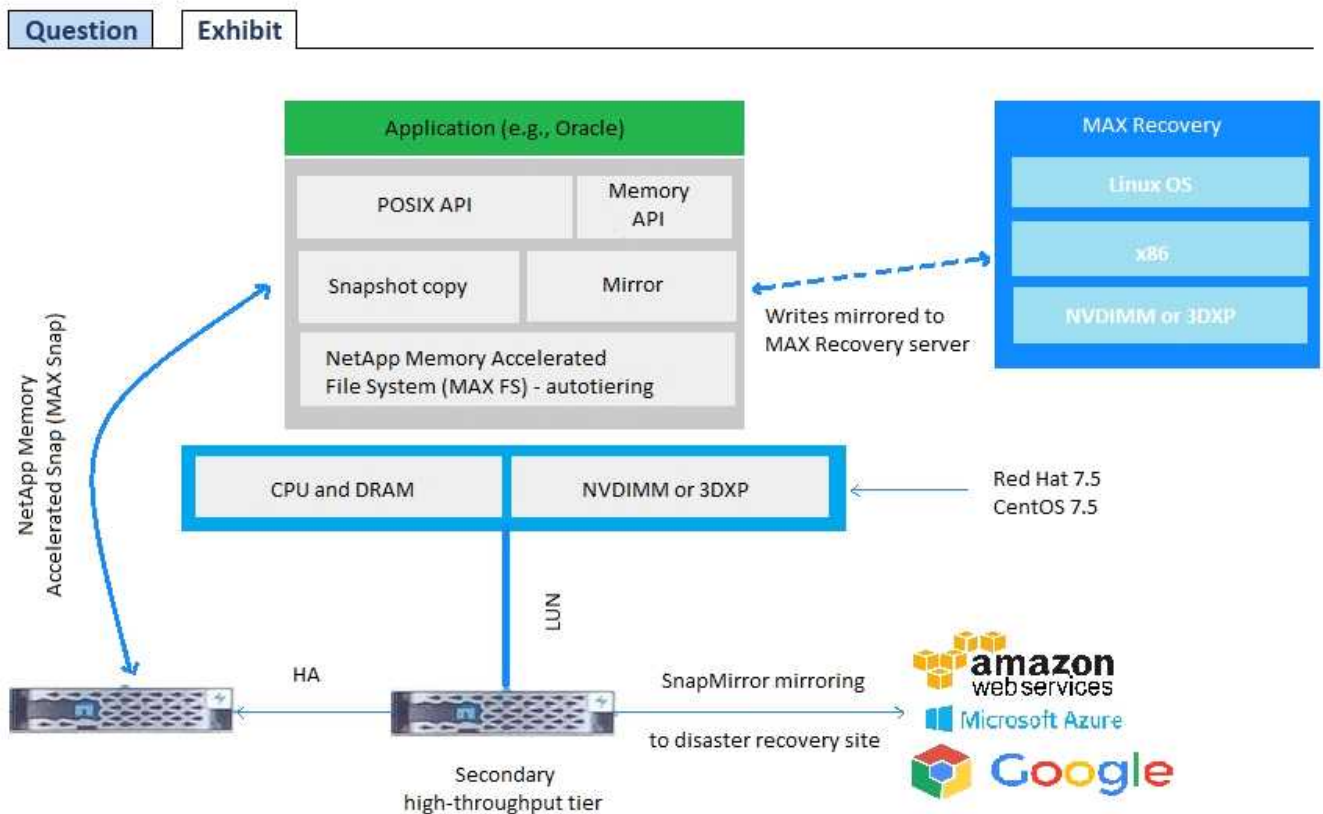 Question
Exhibit
Application (e.g., Oracle)
POSIX API
Memory
API
Snapshot copy
Mirror
NetApp Memory Accelerated
File System (MAX FS) - autotiering
Writes mirrored to
MAX Recovery server
MAX Recovery
Linux OS
x86
NVDIMM or 3DXP
NetApp Memory
Accelerated Snap (MAX Snap)
CPU and DRAM
NVDIMM or 3DXP
Red Hat 7.5
CentOS 7.5
LUN
HA
SnapMirror mirroring
to disaster recovery site
Secondary
high-throughput tier
amazon
webservices
Microsoft Azure
Google